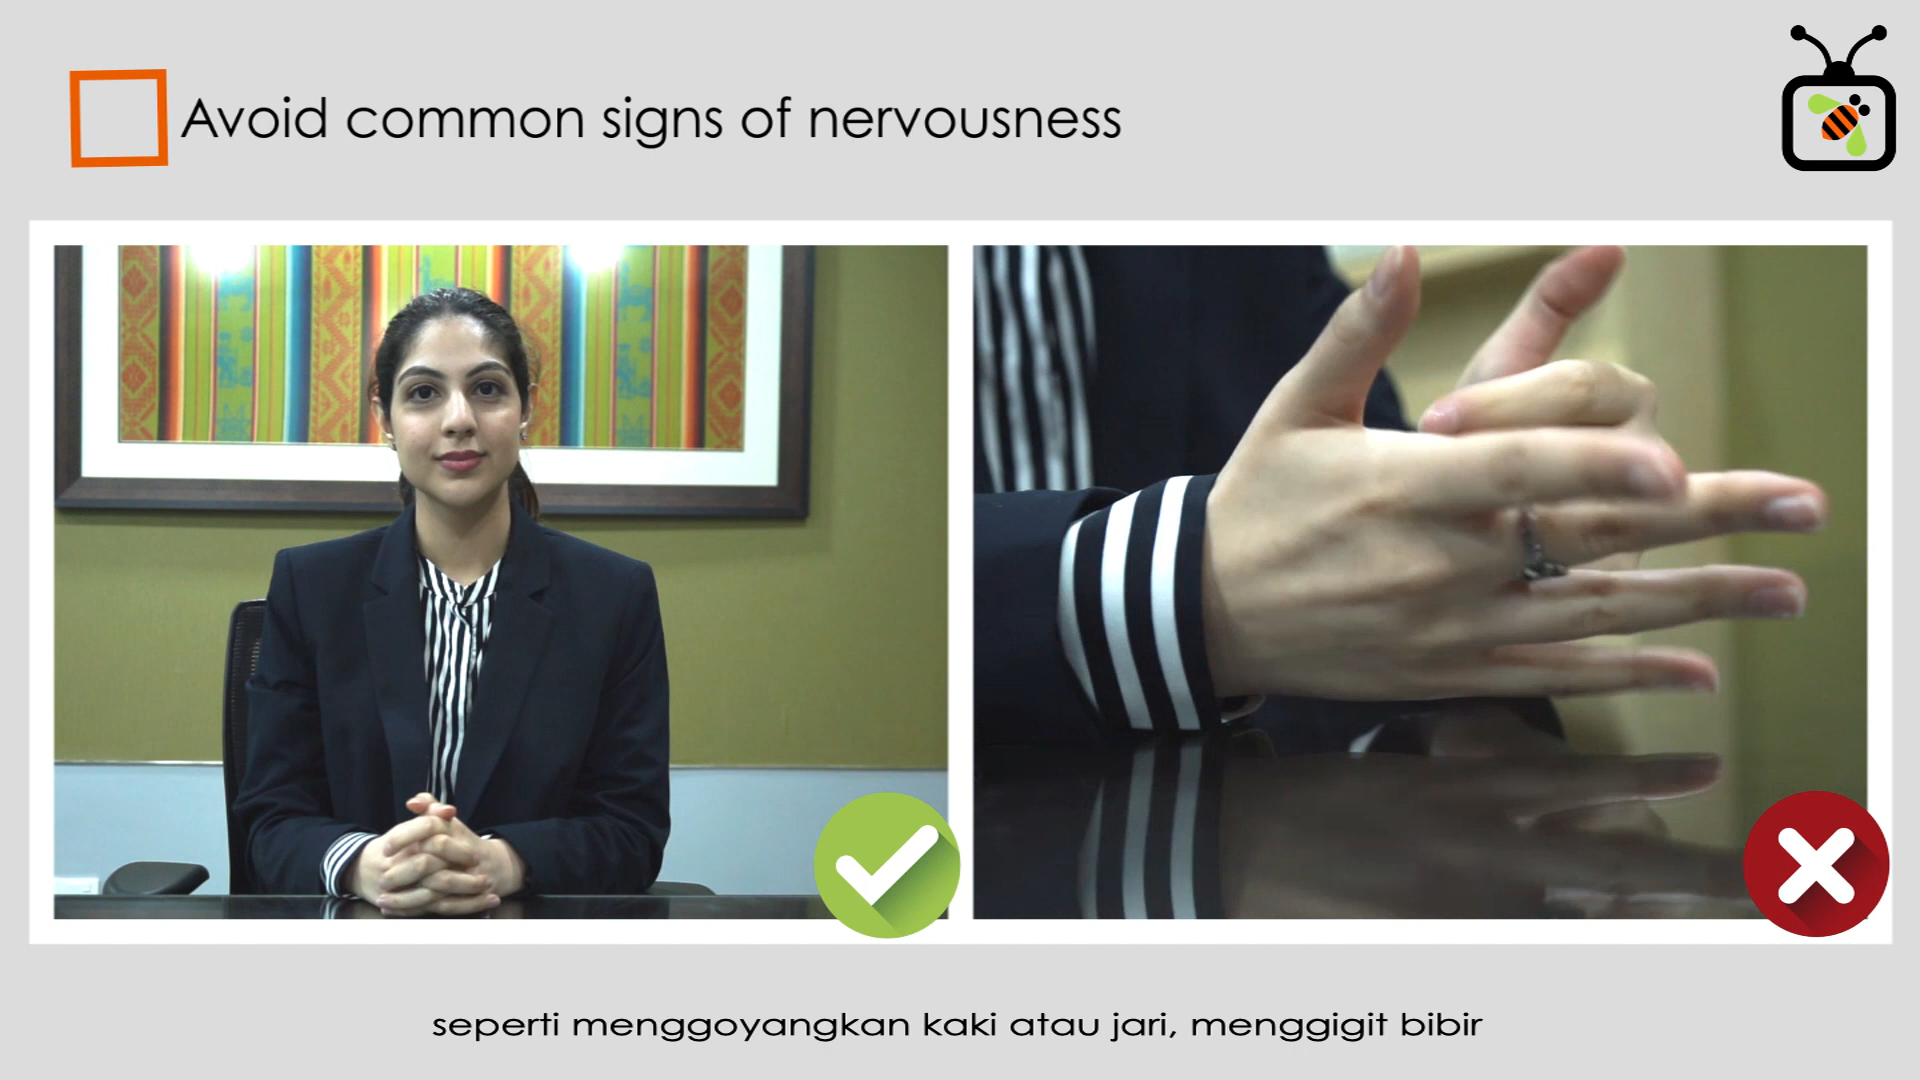 Avoid common signs of nervousness
seperti menggoyangkan kaki atau jari, menggigit bibir